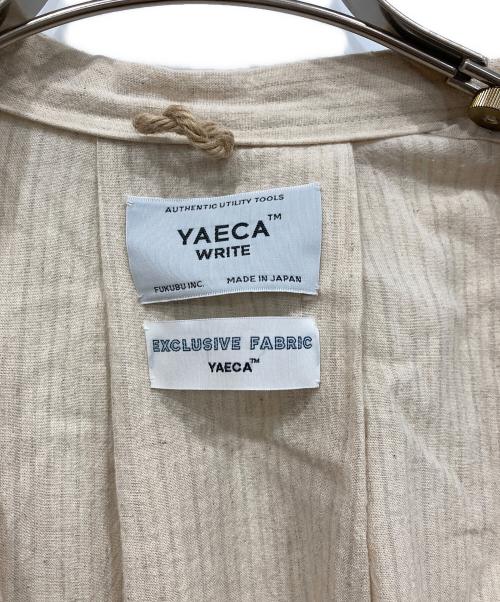 AUTHENTIC UTILITY TOOLS
YAECA™
WRITE
FUKUBU INC. MADE IN JAPAN
EXCLUSIVE FABRIC
YAECA™